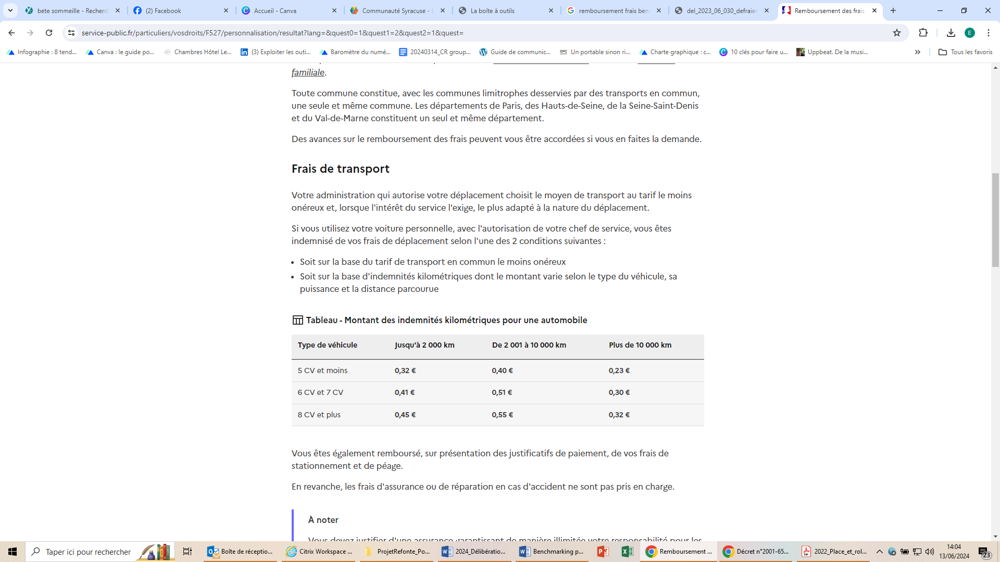 bete sommeille - Recherc
(2) Facebook
Accueil - Canva
Communauté Syracuse - L
La boîte à outils
remboursement frais ben
del_2023_06_030_defraier
Remboursement des frais
service-public.fr/particuliers/vosdroits/F527/personnalisation/resultat?lang=&quest0=1&quest1=2&quest2=1&quest=
E
Infographie : 8 tend...
Canva : le guide po...
Chambres Hôtel Le...
(3) Exploiter les outi...
Baromètre du numé...
20240314_CR group...
Guide de communic...
OPC Un portable sinon ri...
Charte graphique : c...
10 clés pour faire u...
Uppbeat. De la musi...
Tous les favoris
familiale.
Toute commune constitue, avec les communes limitrophes desservies par des transports en commun,
une seule et même commune. Les départements de Paris, des Hauts-de-Seine, de la Seine-Saint-Denis
et du Val-de-Marne constituent un seul et même département.
Des avances sur le remboursement des frais peuvent vous être accordées si vous en faites la demande.
Frais de transport
Votre administration qui autorise votre déplacement choisit le moyen de transport au tarif le moins
onéreux et, lorsque l'intérêt du service l'exige, le plus adapté à la nature du déplacement.
Si vous utilisez votre voiture personnelle, avec l'autorisation de votre chef de service, vous êtes
indemnisé de vos frais de déplacement selon l'une des 2 conditions suivantes :
• Soit sur la base du tarif de transport en commun le moins onéreux
• Soit sur la base d'indemnités kilométriques dont le montant varie selon le type du véhicule, sa
puissance et la distance parcourue
Tableau - Montant des indemnités kilométriques pour une automobile
Type de véhicule Jusqu'à 2 000 km De 2 001 à 10 000 km Plus de 10 000 km
5 CV et moins 0,32 € 0,40 € 0,23 €
6 CV et 7 CV 0,41 € 0,51 € 0,30 €
8 CV et plus 0,45 € 0,55 € 0,32 €
Vous êtes également remboursé, sur présentation des justificatifs de paiement, de vos frais de
stationnement et de péage.
En revanche, les frais d'assurance ou de réparation en cas d'accident ne sont pas pris en charge.
À noter
Vous devez justifier d'une assurance garantissant de manière illimitée votre responsabilité pour les
Taper ici pour rechercher
Boîte de réceptio...
Citrix Workspace ...
ProjetRefonte_Po...
2024_Délibératio...
Benchmarking p...
Remboursement ...
Décret n°2001-65...
2022_Place_et_rol...
14:04
13/06/2024
23